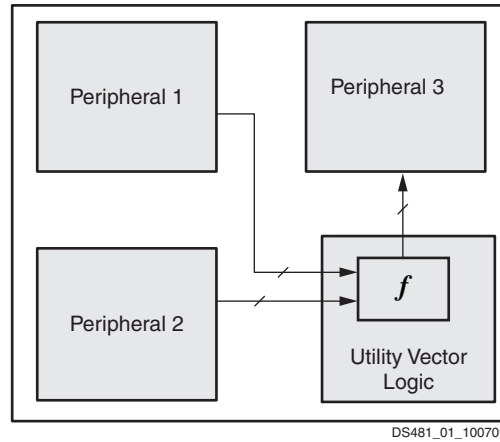 Peripheral 1
Peripheral 3
Peripheral 2
f
Utility Vector
Logic
DS481_01_10070